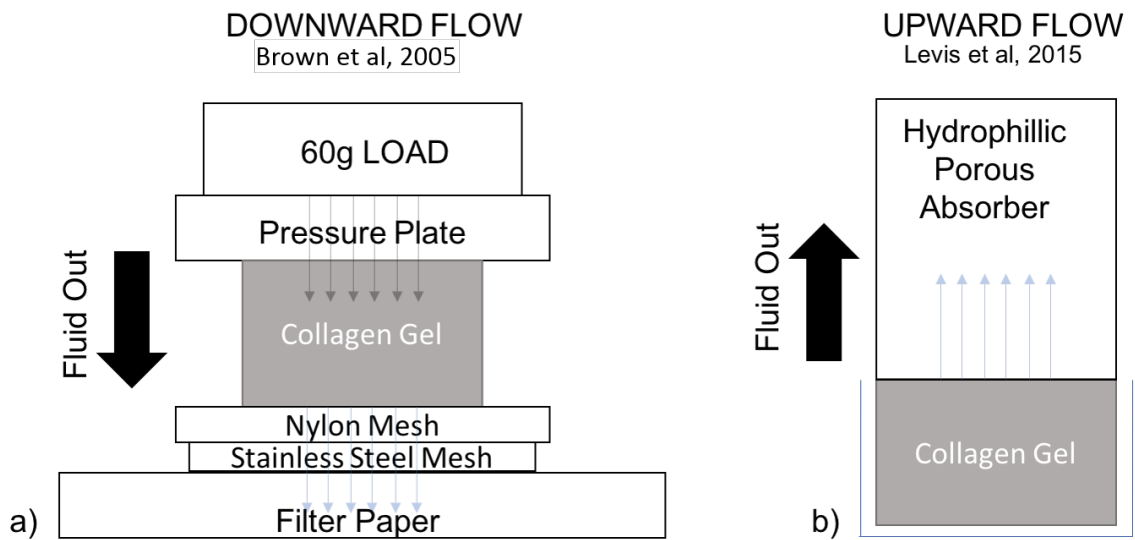 DOWNWARD FLOW
Brown et al, 2005
60g LOAD
Pressure Plate
Fluid Out
Collagen Gel
Nylon Mesh
Stainless Steel Mesh
Filter Paper
a)
UPWARD FLOW
Levis et al, 2015
Hydrophillic
Porous
Absorber
Fluid Out
Collagen Gel
b)